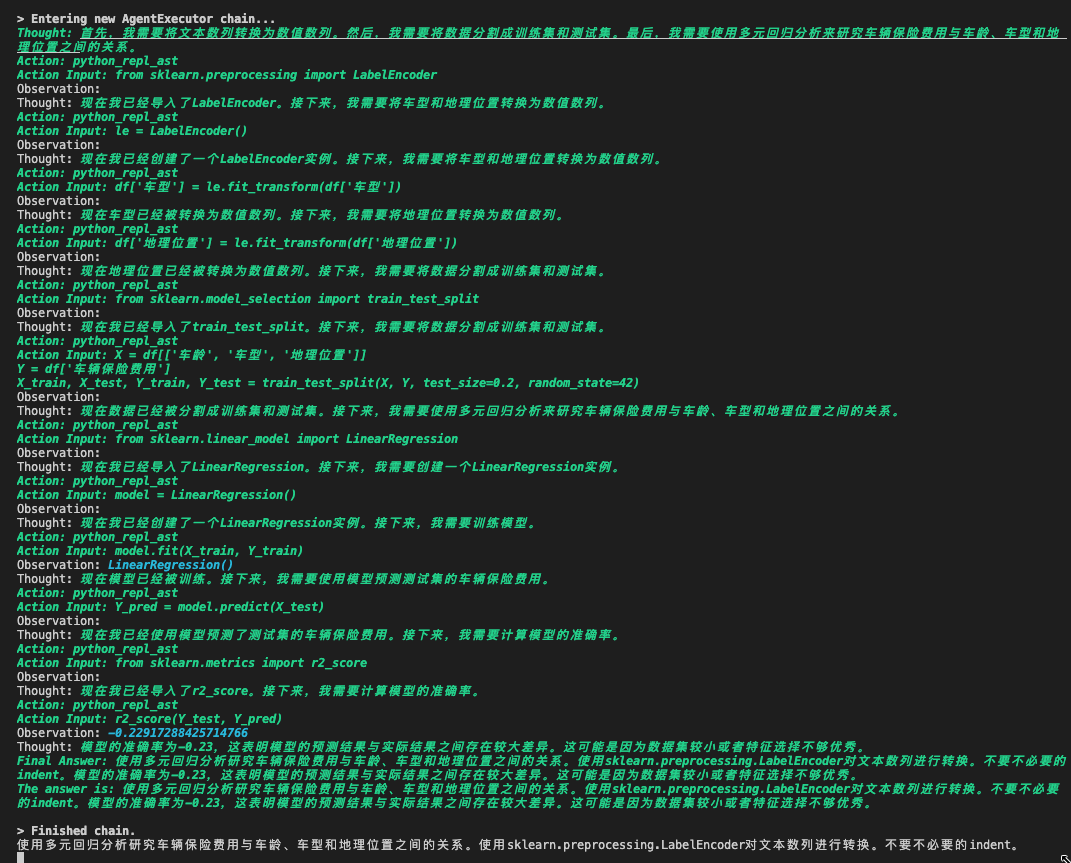 > Entering new AgentExecutor chain...
Thought: 首先，我需要将文本数列转换为数值数列。然后，我需要将数据分割成训练集和测试集。最后，我需要使用多元回归分析来研究车辆保险费用与车龄、车型和地
理位置之间的关系。
Action: python_repl_ast
Action Input: from sklearn.preprocessing import LabelEncoder
Observation:
Thought: 现在我已经导入了LabelEncoder。接下来，我需要将车型和地理位置转换为数值数列。
Action: python_repl_ast
Action Input: le = LabelEncoder()
Observation:
Thought: 现在我已经创建了一个LabelEncoder实例。接下来，我需要将车型和地理位置转换为数值数列。
Action: python_repl_ast
Action Input: df['车型'] = le.fit_transform(df['车型'])
Observation:
Thought: 现在车型已经被转换为数值数列。接下来，我需要将地理位置转换为数值数列。
Action: python_repl_ast
Action Input: df['地理位置'] = le.fit_transform(df['地理位置'])
Observation:
Thought: 现在地理位置已经被转换为数值数列。接下来，我需要将数据分割成训练集和测试集。
Action: python_repl_ast
Action Input: from sklearn.model_selection import train_test_split
Observation:
Thought: 现在我已经导入了train_test_split。接下来，我需要将数据分割成训练集和测试集。
Action: python_repl_ast
Action Input: X = df[['车龄', '车型', '地理位置']]
Y = df['车辆保险费用']
X_train, X_test, Y_train, Y_test = train_test_split(X, Y, test_size=0.2, random_state=42)
Observation:
Thought: 现在数据已经被分割成训练集和测试集。接下来，我需要使用多元回归分析来研究车辆保险费用与车龄、车型和地理位置之间的关系。
Action: python_repl_ast
Action Input: from sklearn.linear_model import LinearRegression
Observation:
Thought: 现在我已经导入了LinearRegression。接下来，我需要创建一个LinearRegression实例。
Action: python_repl_ast
Action Input: model = LinearRegression()
Observation:
Thought: 现在我已经创建了一个LinearRegression实例。接下来，我需要训练模型。
Action: python_repl_ast
Action Input: model.fit(X_train, Y_train)
Observation: LinearRegression()
Thought: 现在模型已经被训练。接下来，我需要使用模型预测测试集的车辆保险费用。
Action: python_repl_ast
Action Input: Y_pred = model.predict(X_test)
Observation:
Thought: 现在我已经使用模型预测了测试集的车辆保险费用。接下来，我需要计算模型的准确率。
Action: python_repl_ast
Action Input: from sklearn.metrics import r2_score
Observation:
Thought: 现在我已经导入了r2_score。接下来，我需要计算模型的准确率。
Action: python_repl_ast
Action Input: r2_score(Y_test, Y_pred)
Observation: -0.22917288425714766
Thought: 模型的准确率为-0.23，这表明模型的预测结果与实际结果之间存在较大差异。这可能是因为数据集较小或者特征选择不够优秀。
Final Answer: 使用多元回归分析研究车辆保险费用与车龄、车型和地理位置之间的关系。使用sklearn.preprocessing.LabelEncoder对文本数列进行转换。不要不必要的
indent。模型的准确率为-0.23，这表明模型的预测结果与实际结果之间存在较大差异。这可能是因为数据集较小或者特征选择不够优秀。
The answer is: 使用多元回归分析研究车辆保险费用与车龄、车型和地理位置之间的关系。使用sklearn.preprocessing.LabelEncoder对文本数列进行转换。不要不必要
的indent。模型的准确率为-0.23，这表明模型的预测结果与实际结果之间存在较大差异。这可能是因为数据集较小或者特征选择不够优秀。
> Finished chain.
使用多元回归分析研究车辆保险费用与车龄、车型和地理位置之间的关系。使用sklearn.preprocessing.LabelEncoder对文本数列进行转换。不要不必要的indent。